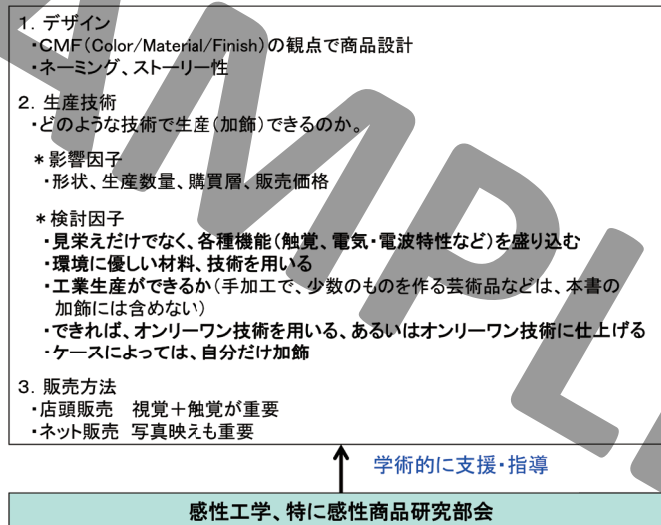 1. デザイン
・CMF(Color/Material/Finish)の観点で商品設計
・ネーミング、ストーリー性
2. 生産技術
・どのような技術で生産(加飾)できるのか。
*影響因子
・形状、生産数量、購買層、販売価格
*検討因子
・見栄えだけでなく、各種機能(触覚、電気・電波特性など)を盛り込む
・環境に優しい材料、技術を用いる
・工業生産ができるか(手加工で、少数のものを作る芸術品などは、本書の
加飾には含めない)
・できれば、オンリーワン技術を用いる、あるいはオンリーワン技術に仕上げる
・ケースによっては、自分だけ加飾
3. 販売方法
・店頭販売 視覚+触覚が重要
・ネット販売 写真映えも重要
学術的に支援・指導
感性工学、特に感性商品研究部会